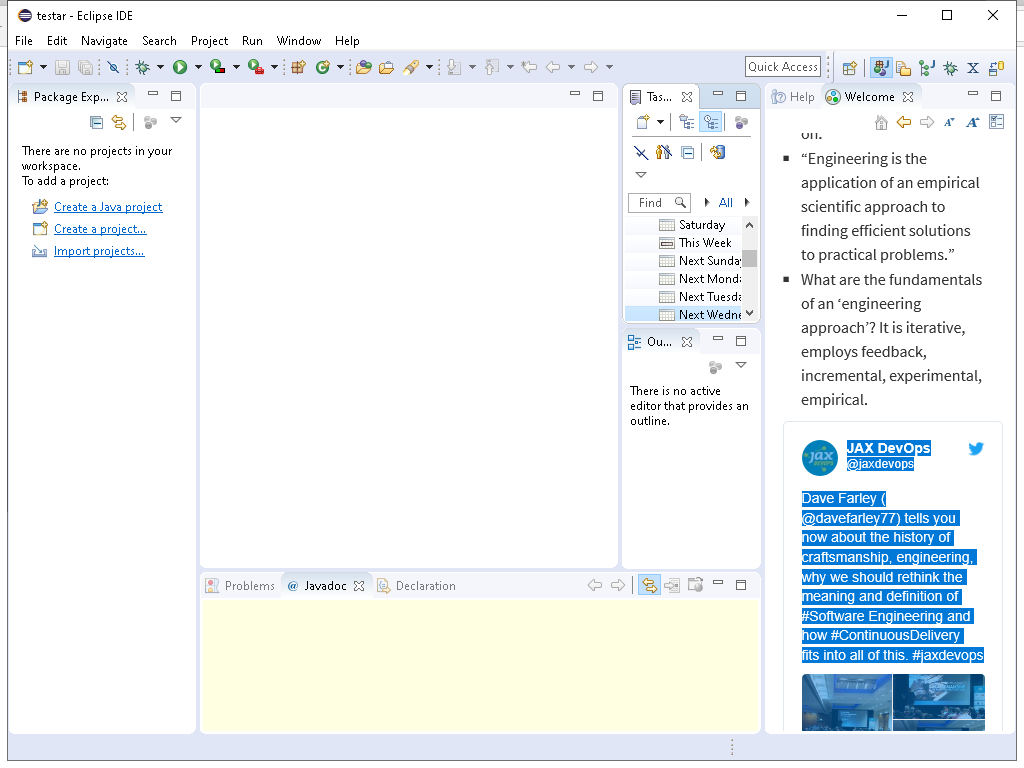 testar - Eclipse IDE
File Edit Navigate Search Project Run Window Help
Quick Access
Package Exp...
There are no projects in your
workspace.
To add a project:
Create a Java project
Create a project...
Import projects...
Tas...
Find
All
Saturday
This Week
Next Sunday
Next Monda
Next Tuesda
Next Wedne
Ou...
There is no active
editor that provides an
outline.
Problems
@ Javadoc
Declaration
Help
Welcome
on.
“Engineering is the
application of an empirical
scientific approach to
finding efficient solutions
to practical problems.”
What are the fundamentals
of an ‘engineering
approach’? It is iterative,
employs feedback,
incremental, experimental,
empirical.
jax
DEVOPS
JAX DevOps
@jaxdevops
Dave Farley (
@davefarley77) tells you
now about the history of
craftsmanship, engineering,
why we should rethink the
meaning and definition of
#Software Engineering and
how #ContinuousDelivery
fits into all of this. #jaxdevops